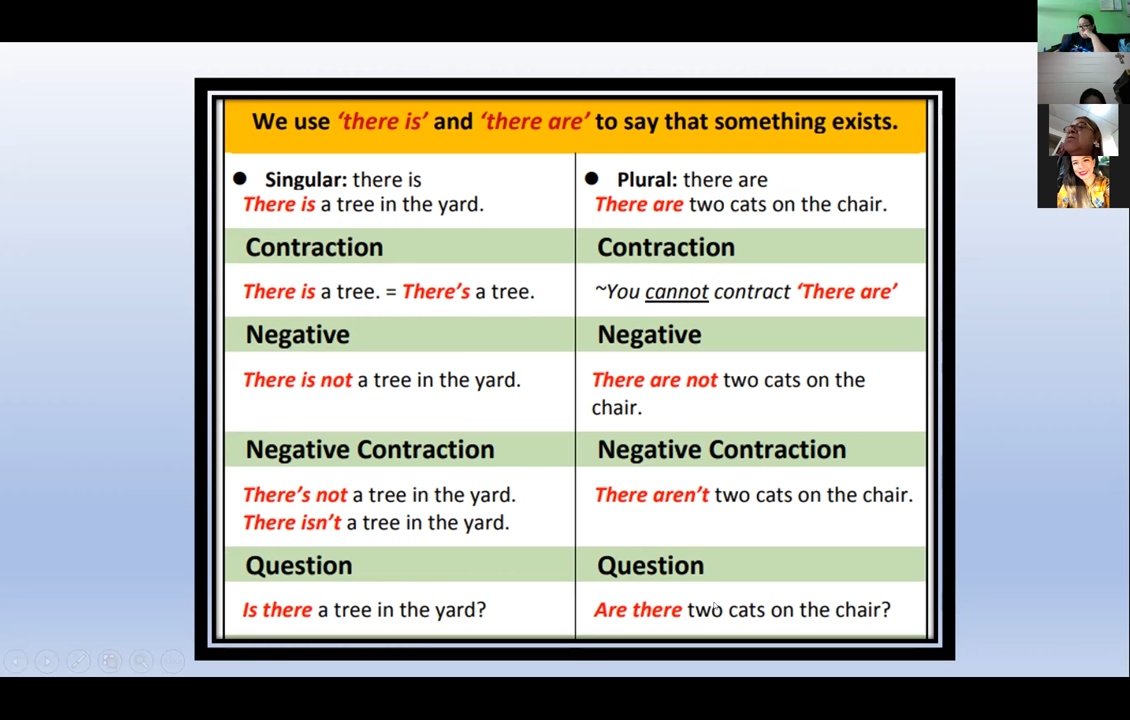 We use ‘there is’ and ‘there are’ to say that something exists.
● Singular: there is
There is a tree in the yard.
● Plural: there are
There are two cats on the chair.
Contraction
There is a tree. = There’s a tree.
Contraction
~You cannot contract ‘There are’
Negative
There is not a tree in the yard.
Negative
There are not two cats on the
chair.
Negative Contraction
There’s not a tree in the yard.
There isn’t a tree in the yard.
Negative Contraction
There aren’t two cats on the chair.
Question
Is there a tree in the yard?
Question
Are there two cats on the chair?